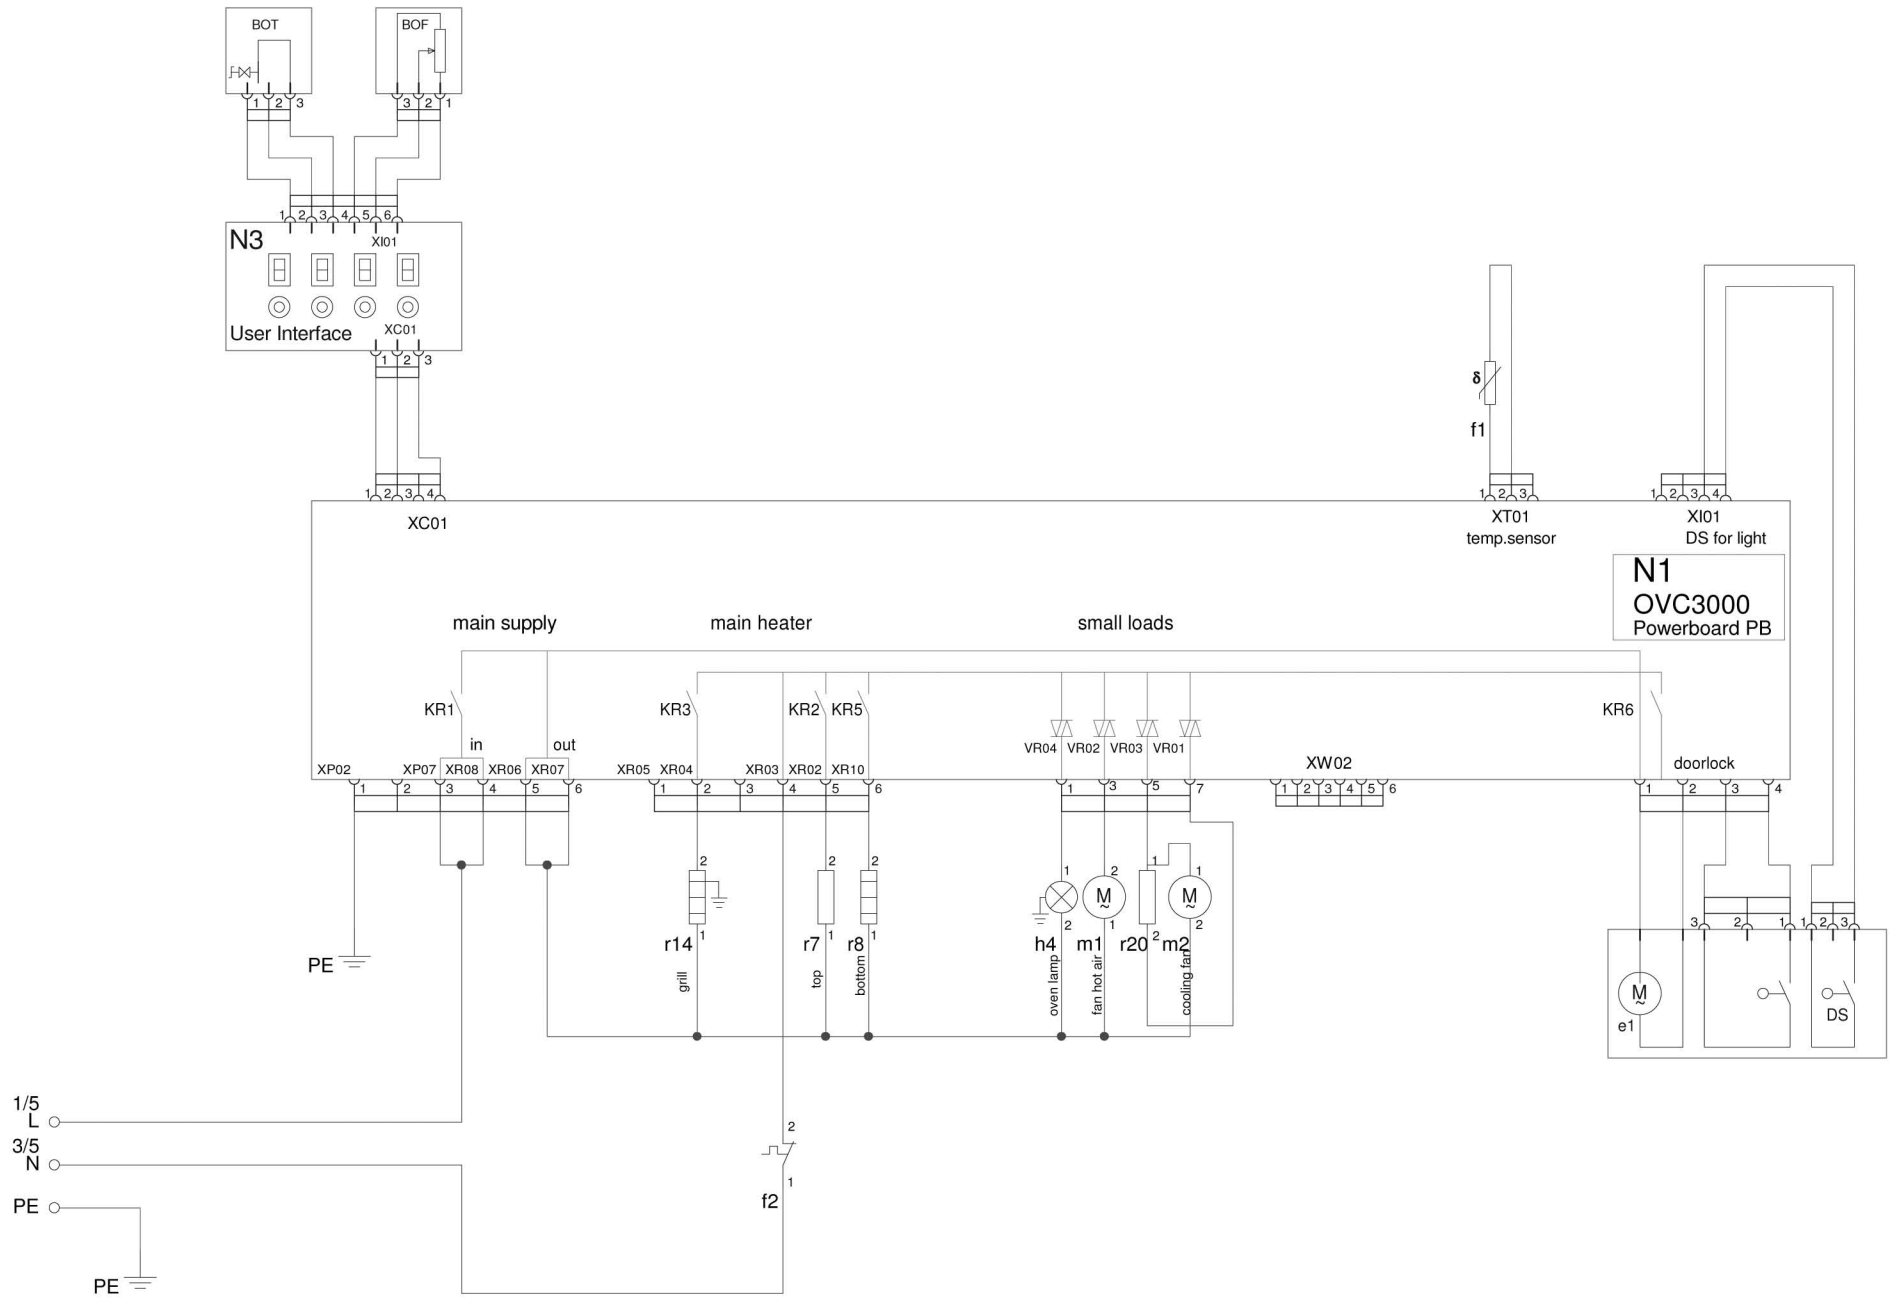 BOT
BOF
1 2 3
3 2 1
1 2 3 4 5 6
N3
XI01
User Interface
XC01
1 2 3
δ
f1
1 2 3 4
1 2 3
1 2 3 4
XC01
XT01
XI01
temp.sensor
DS for light
N1
OVC3000
Powerboard PB
main supply
main heater
small loads
KR1
KR3
KR2
KR5
KR6
in
out
VR04
VR02
VR03
VR01
XP02
XP07
XR08
XR06
XR07
XR05
XR04
XR03
XR02
XR10
XW02
doorlock
1 2 3 4 5 6
1 2 3 4 5 6
1 3 5 7
1 2 3 4 5 6
1 2 3 4
2
2
2
1
2
1
1
M
~
M
~
1
1
1
2
1
2
2
r14
r7
r8
h4
m1
r20
m2
grill
top
bottom
oven lamp
fan hot air
cooling fan
3 2 1
1 2 3
M
~
e1
DS
PE
1/5
L
3/5
N
PE
PE
2
1
f2